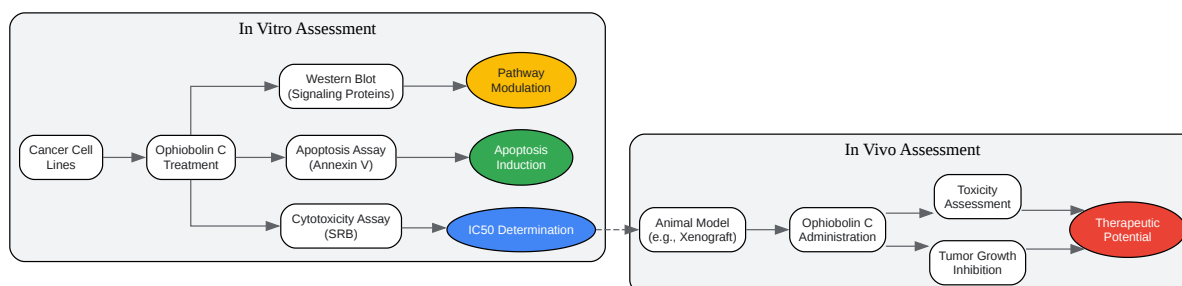 In Vitro Assessment
Western Blot
(Signaling Proteins)
Pathway
Modulation
Cancer Cell
Lines
Ophiobolin C
Treatment
Apoptosis Assay
(Annexin V)
Apoptosis
Induction
Cytotoxicity Assay
(SRB)
IC50 Determination
In Vivo Assessment
Animal Model
(e.g., Xenograft)
Ophiobolin C
Administration
Toxicity
Assessment
Tumor Growth
Inhibition
Therapeutic
Potential